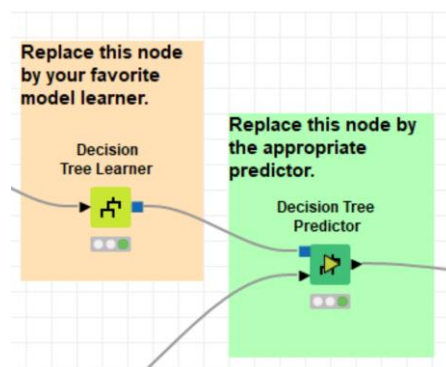 Replace this node
by your favorite
model learner.
Decision
Tree Learner
Replace this node by
the appropriate
predictor.
Decision Tree
Predictor